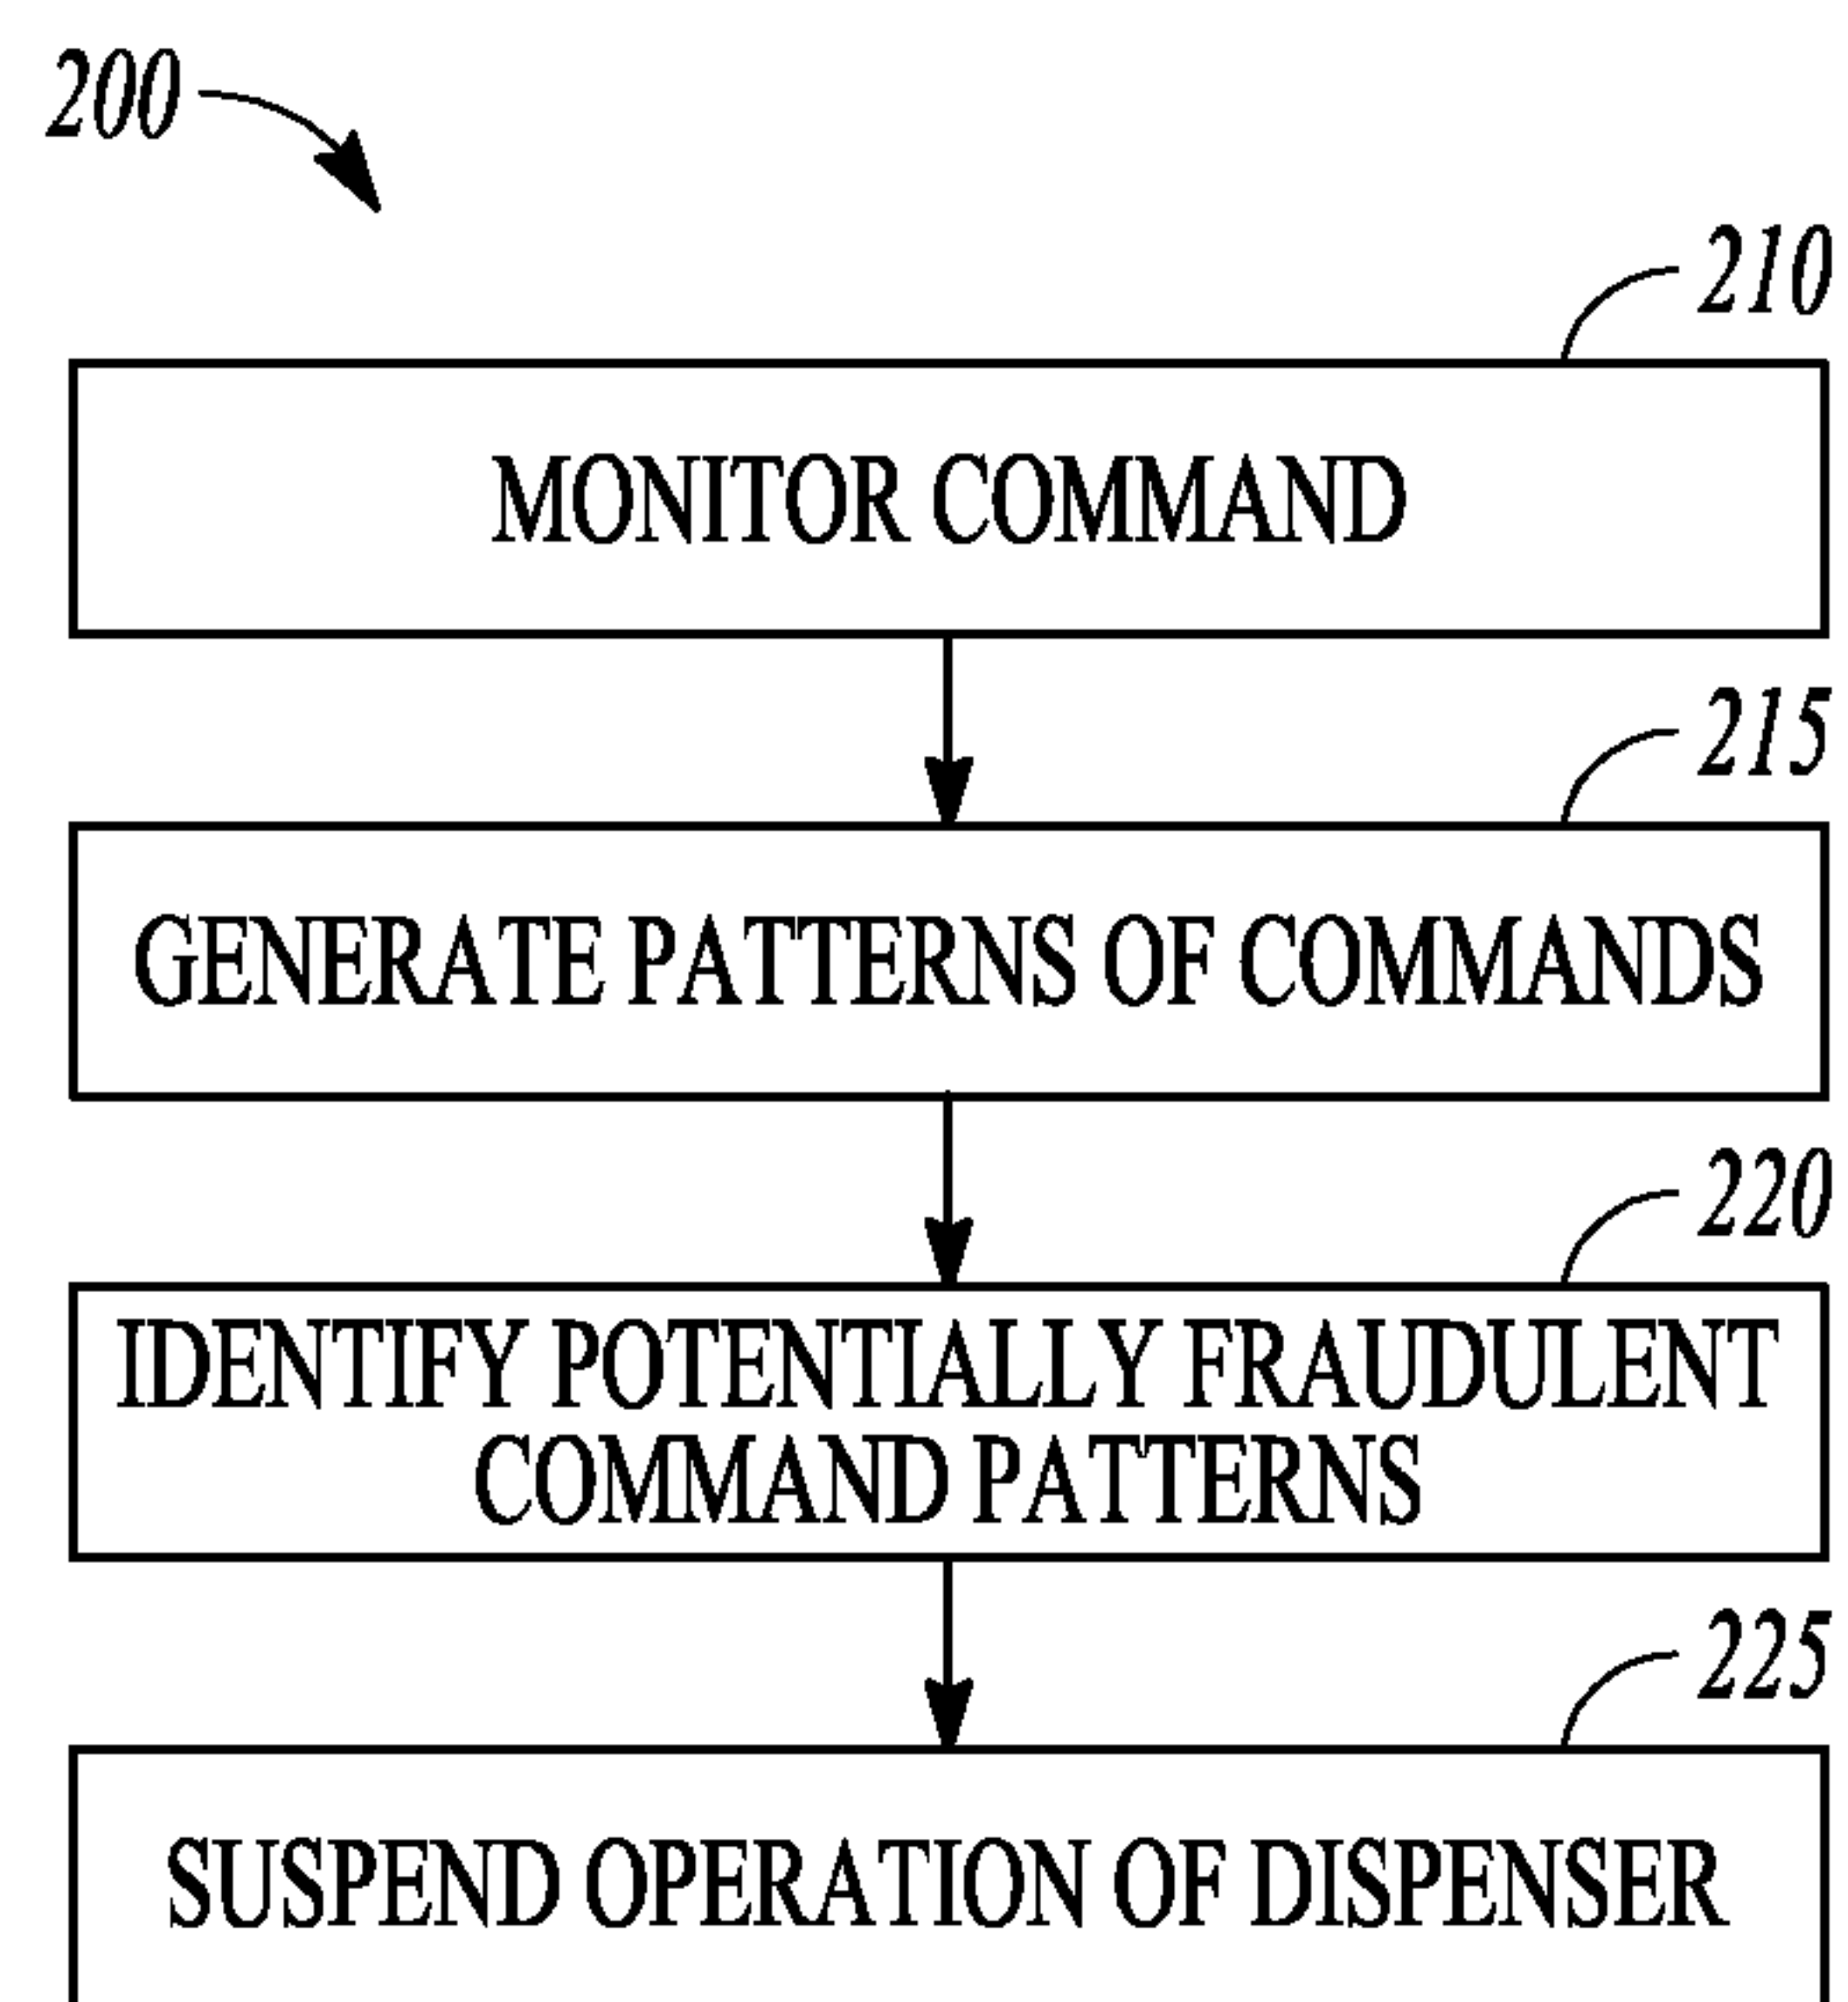 200
210
MONITOR COMMAND
215
GENERATE PATTERNS OF COMMANDS
220
IDENTIFY POTENTIALLY FRAUDULENT
COMMAND PATTERNS
225
SUSPEND OPERATION OF DISPENSER